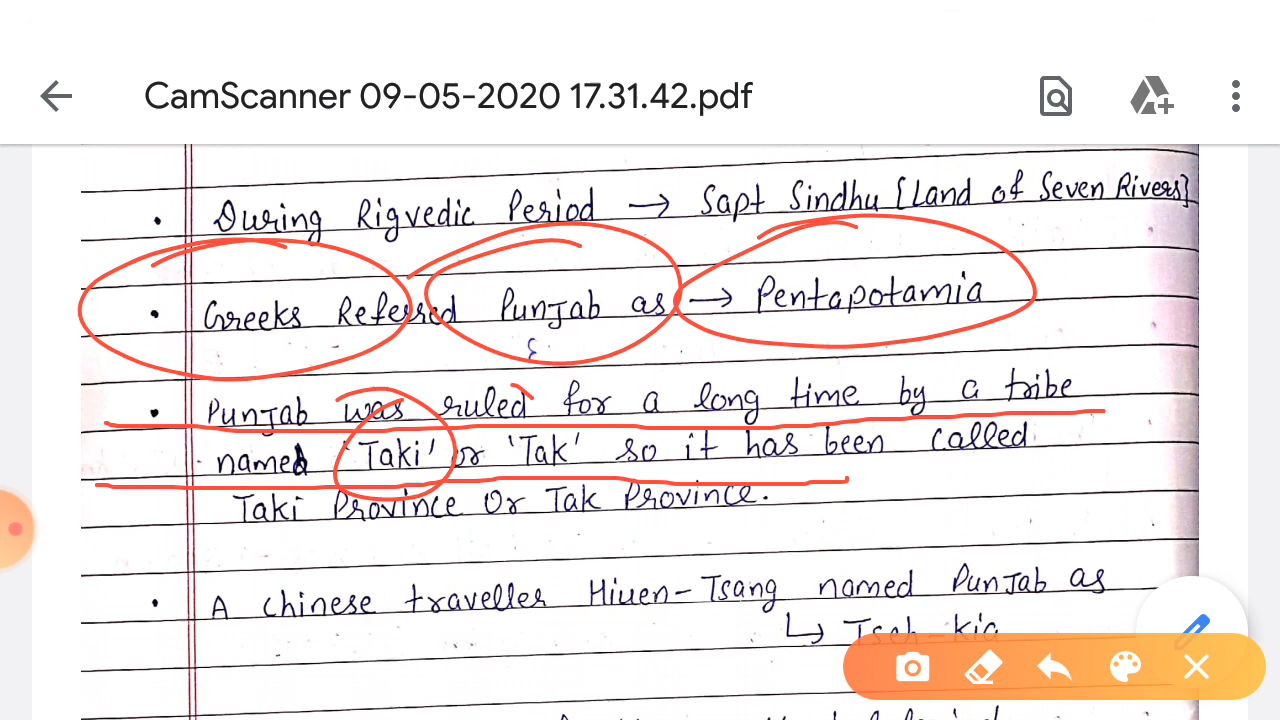 CamScanner 09-05-2020 17.31.42.pdf
• During Rigvedic Period → Sapt Sindhu [Land of Seven Rivers]
• Greeks Referred Punjab as → Pentapotamia
• Punjab was ruled for a long time by a tribe
named 'Taki' or 'Tak' so it has been called
Taki Province Or Tak Province.
• A chinese traveller Hiuen-Tsang named Punjab as
↳ Tseh-kia